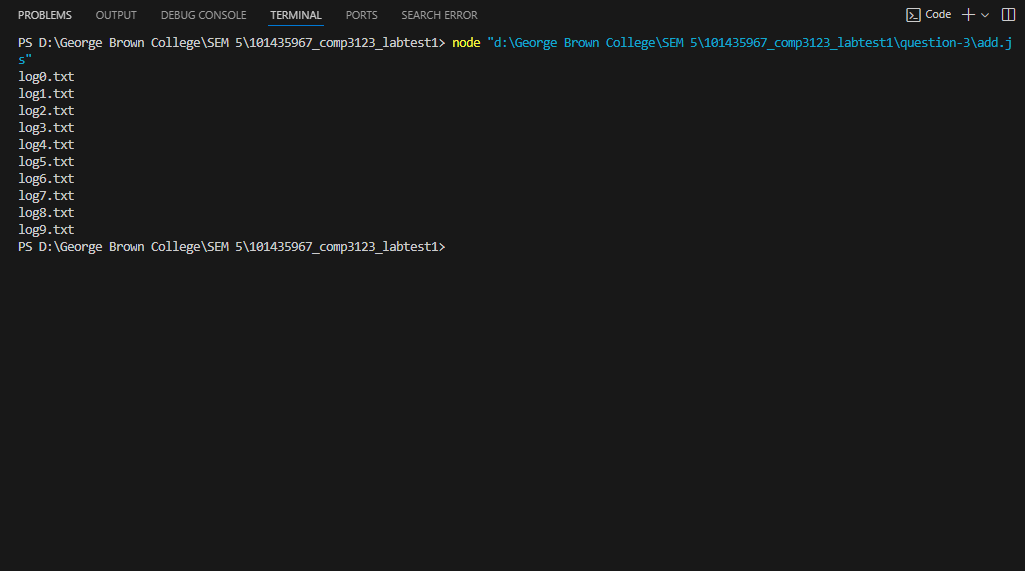 PROBLEMS OUTPUT DEBUG CONSOLE TERMINAL PORTS SEARCH ERROR Code
PS D:\George Brown College\SEM 5\101435967_comp3123_labtest1> node "d:\George Brown College\SEM 5\101435967_comp3123_labtest1\question-3\add.j
s"
log0.txt
log1.txt
log2.txt
log3.txt
log4.txt
log5.txt
log6.txt
log7.txt
log8.txt
log9.txt
PS D:\George Brown College\SEM 5\101435967_comp3123_labtest1>